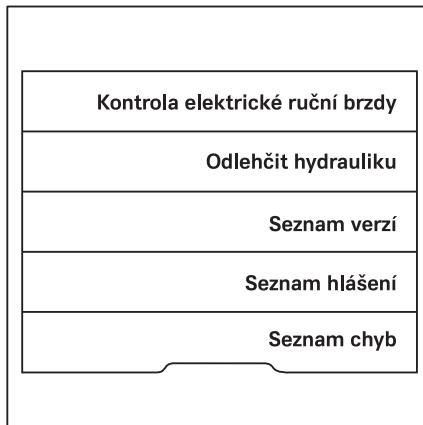 Kontrola elektrické ruční brzdy
Odlehčit hydrauliku
Seznam verzí
Seznam hlášení
Seznam chyb